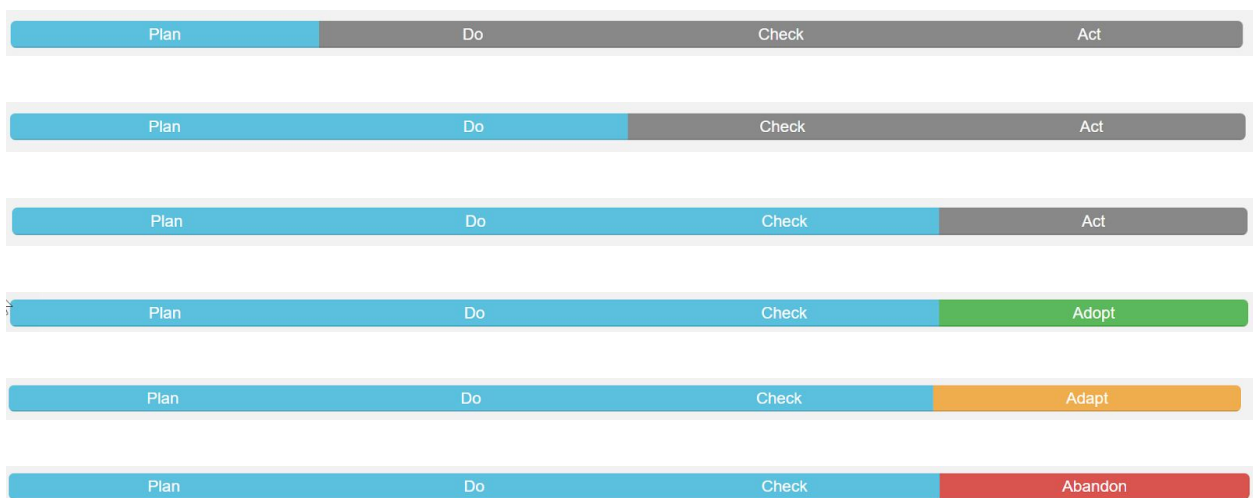 Plan Do Check Act
Plan Do Check Act
Plan Do Check Act
Plan Do Check Adopt
Plan Do Check Adapt
Plan Do Check Abandon